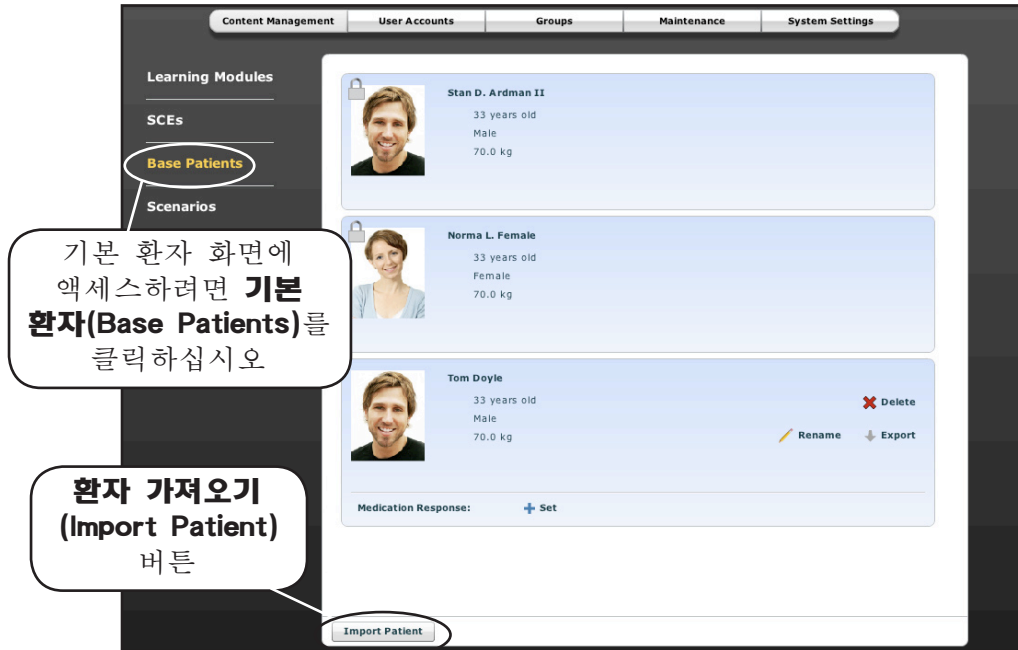 Content Management User Accounts Groups Maintenance System Settings
Learning Modules
SCEs
Base Patients
Scenarios
기본 환자 화면에
액세스하려면 기본
환자(Base Patients)를
클릭하십시오
환자 가져오기
(Import Patient)
버튼
Stan D. Ardman II
33 years old
Male
70.0 kg
Norma L. Female
33 years old
Female
70.0 kg
Tom Doyle
33 years old
Male
70.0 kg
Delete
Rename Export
Medication Response: Set
Import Patient